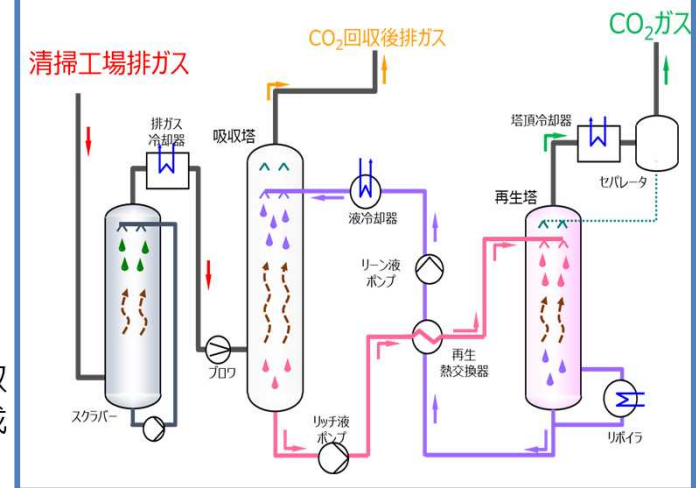 CO₂ガス
CO₂回収後排ガス
清掃工場排ガス
排ガス
冷却器
吸収塔
塔頂冷却器
セパレータ
再生塔
液冷却器
リーン液
ポンプ
ブロワ
再生
熱交換器
スクラバー
リッチ液
ポンプ
リボイラ
収